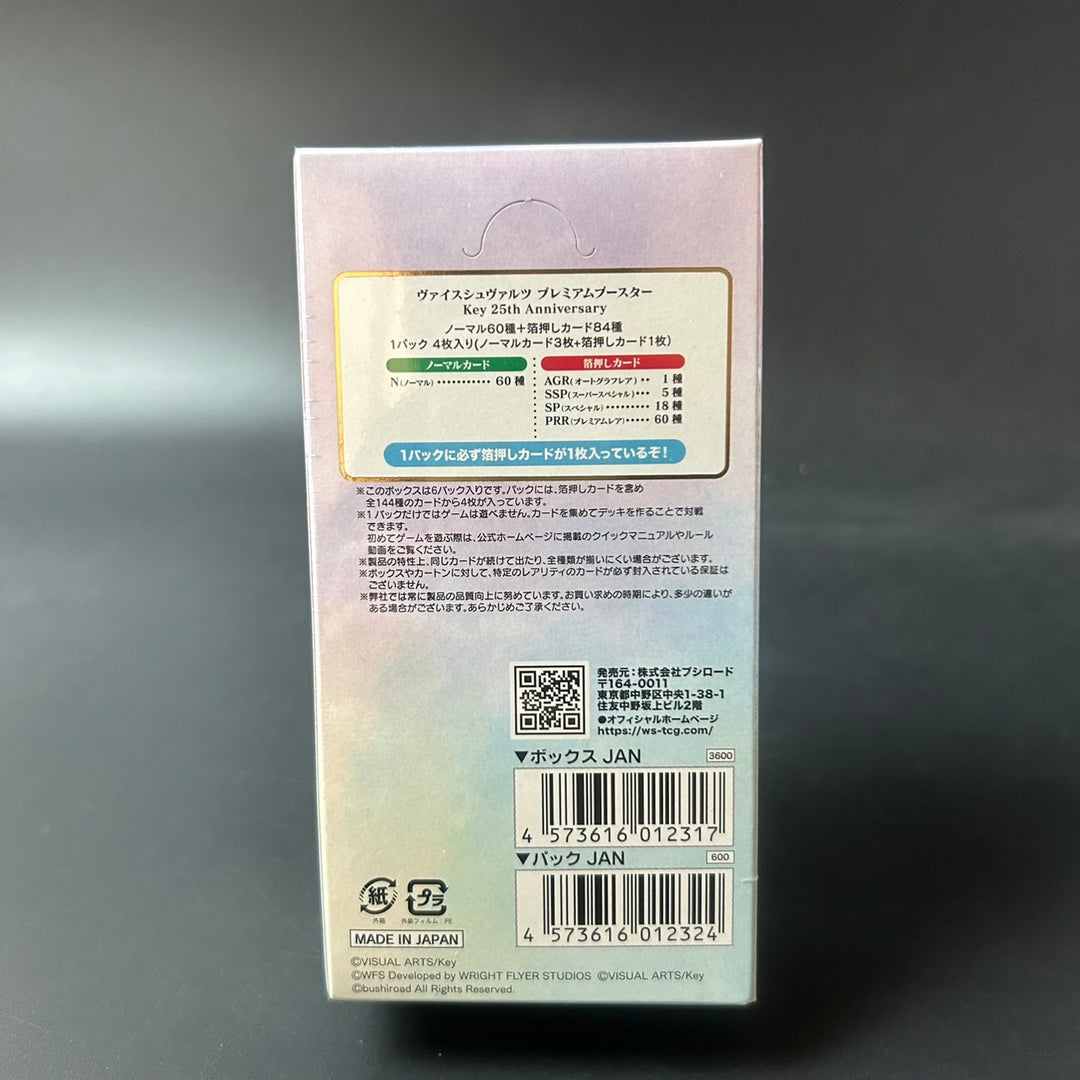 ヴァイスシュヴァルツ プレミアムブースター
Key 25th Anniversary
ノーマル60種+箔押しカード84種
1パック 4枚入り(ノーマルカード3枚+箔押しカード1枚)
ノーマルカード
N(ノーマル) ・・・・・・・・・・・ 60種
箔押しカード
AGR(オートグラフレア)・・ 1種
SSP(スーパースペシャル)・・・ 5種
SP(スペシャル)・・・・・・・・・ 18種
PRR(プレミアムレア)・・・・・ 60種
1パックに必ず箔押しカードが1枚入っているぞ!
※このボックスは6パック入りです。パックには、箔押しカードを含め
全144種のカードから4枚が入っています。
※1パックだけではゲームは遊べません。カードを集めてデッキを作ることで対戦
できます。
初めてゲームを遊ぶ際は、公式ホームページに掲載のクイックマニュアルやルール
動画をご覧ください。
※製品の特性上、同じカードが続けて出たり、全種類が揃いにくい場合がございます。
※ボックスやカートンに対して、特定のレアリティのカードが必ず封入されている保証は
ございません。
※弊社では常に製品の品質向上に努めています。お買い求めの時期により、多少の違いが
ある場合がございます。あらかじめご了承ください。
発売元:株式会社ブシロード
〒164-0011
東京都中野区中央1-38-1
住友中野坂上ビル2階
●オフィシャルホームページ
https://ws-tcg.com/
▼ボックス JAN 3600
4 573616 012317
▼パック JAN 600
4 573616 012324
紙 プラ
外箱 外装フィルム:PE
MADE IN JAPAN
©VISUAL ARTS/Key
©WFS Developed by WRIGHT FLYER STUDIOS ©VISUAL ARTS/Key
©bushiroad All Rights Reserved.